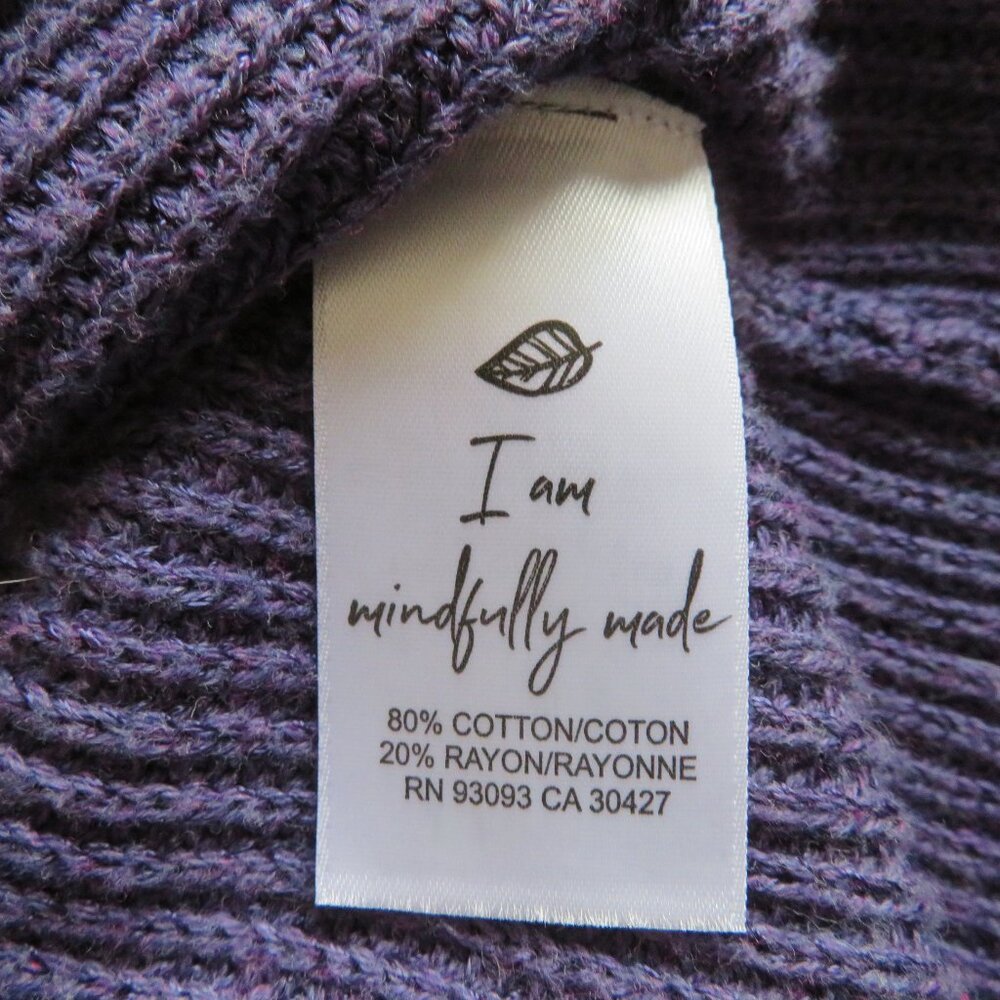 I am
mindfully made
80% COTTON/COTON
20% RAYON/RAYONNE
RN 93093 CA 30427